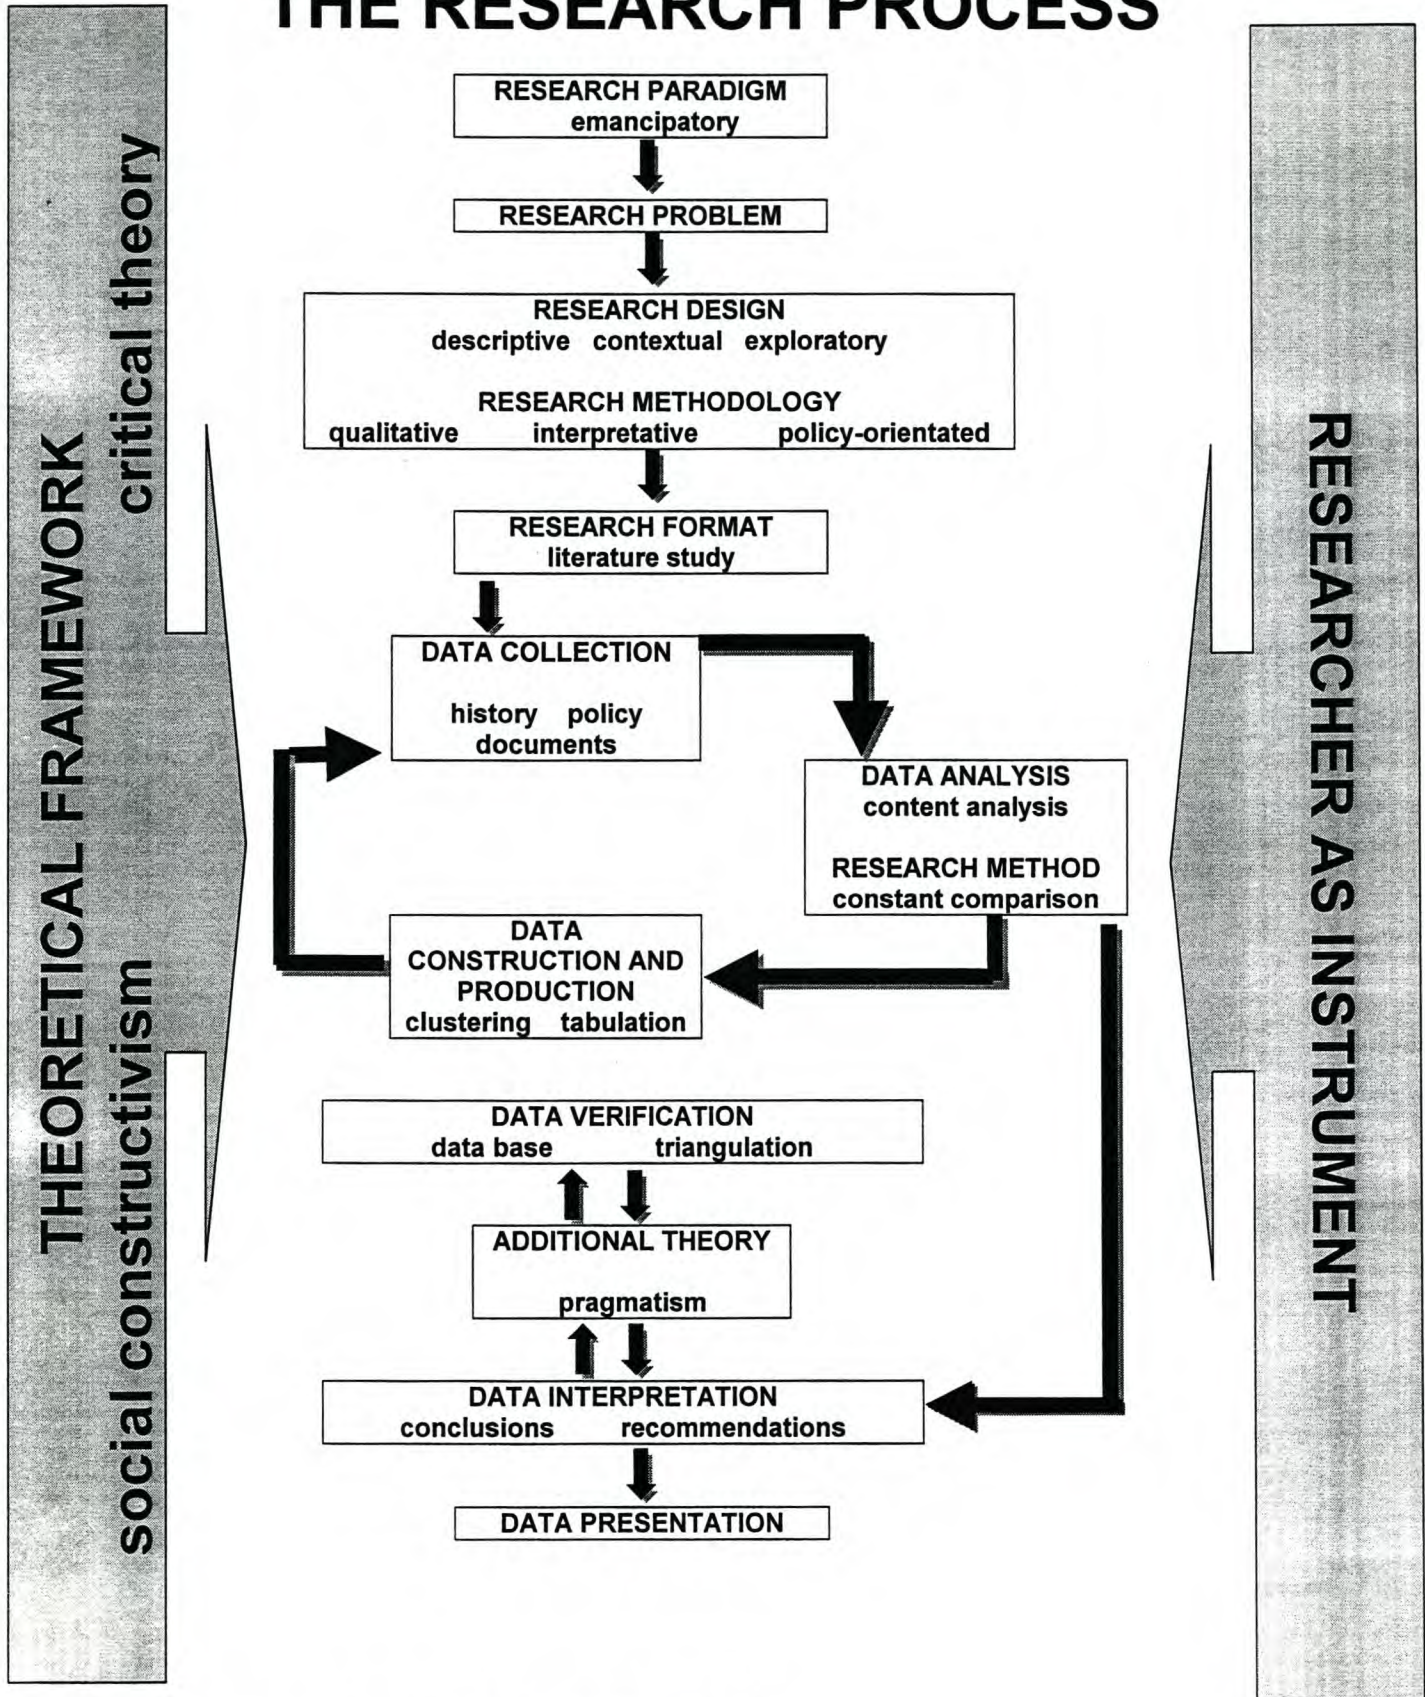 THE RESEARCH PROCESS
THEORETICAL FRAMEWORK
critical theory
social constructivism
RESEARCH PARADIGM
emancipatory
RESEARCH PROBLEM
RESEARCH DESIGN
descriptive contextual exploratory
RESEARCH METHODOLOGY
qualitative interpretative policy-orientated
RESEARCH FORMAT
literature study
DATA COLLECTION
history policy
documents
DATA ANALYSIS
content analysis
RESEARCH METHOD
constant comparison
DATA
CONSTRUCTION AND
PRODUCTION
clustering tabulation
DATA VERIFICATION
data base triangulation
ADDITIONAL THEORY
pragmatism
DATA INTERPRETATION
conclusions recommendations
DATA PRESENTATION
RESEARCHER AS INSTRUMENT